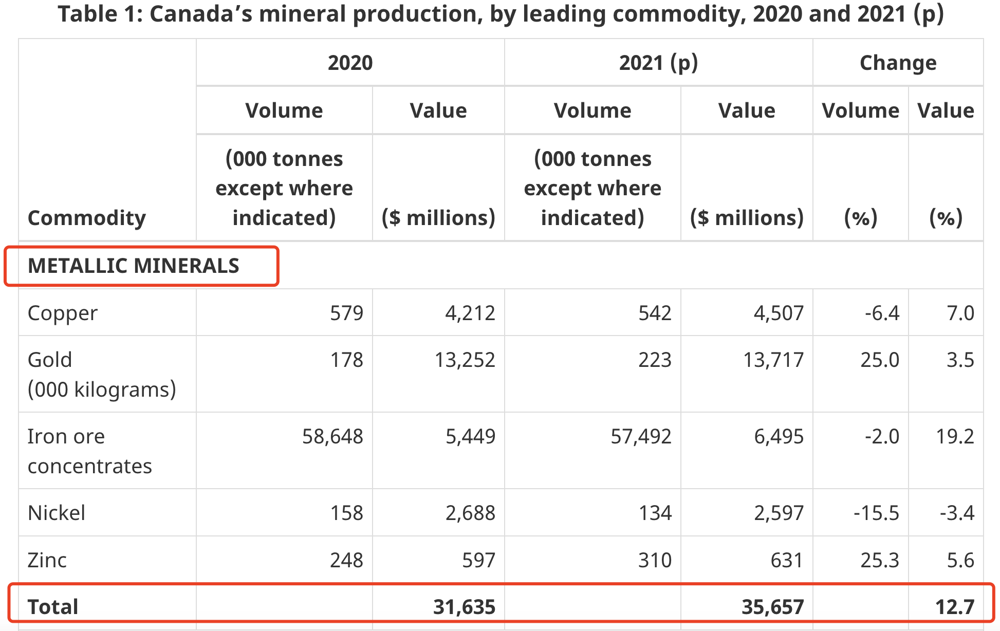 Table 1: Canada’s mineral production, by leading commodity, 2020 and 2021 (p)
Commodity 2020 2021 (p) Change
Volume Value Volume Value Volume Value
(000 tonnes except where indicated) ($ millions) (000 tonnes except where indicated) ($ millions) (%) (%)
METALLIC MINERALS
Copper 579 4,212 542 4,507 -6.4 7.0
Gold 178 13,252 223 13,717 25.0 3.5
(000 kilograms)
Iron ore 58,648 5,449 57,492 6,495 -2.0 19.2
concentrates
Nickel 158 2,688 134 2,597 -15.5 -3.4
Zinc 248 597 310 631 25.3 5.6
Total 31,635 35,657 12.7